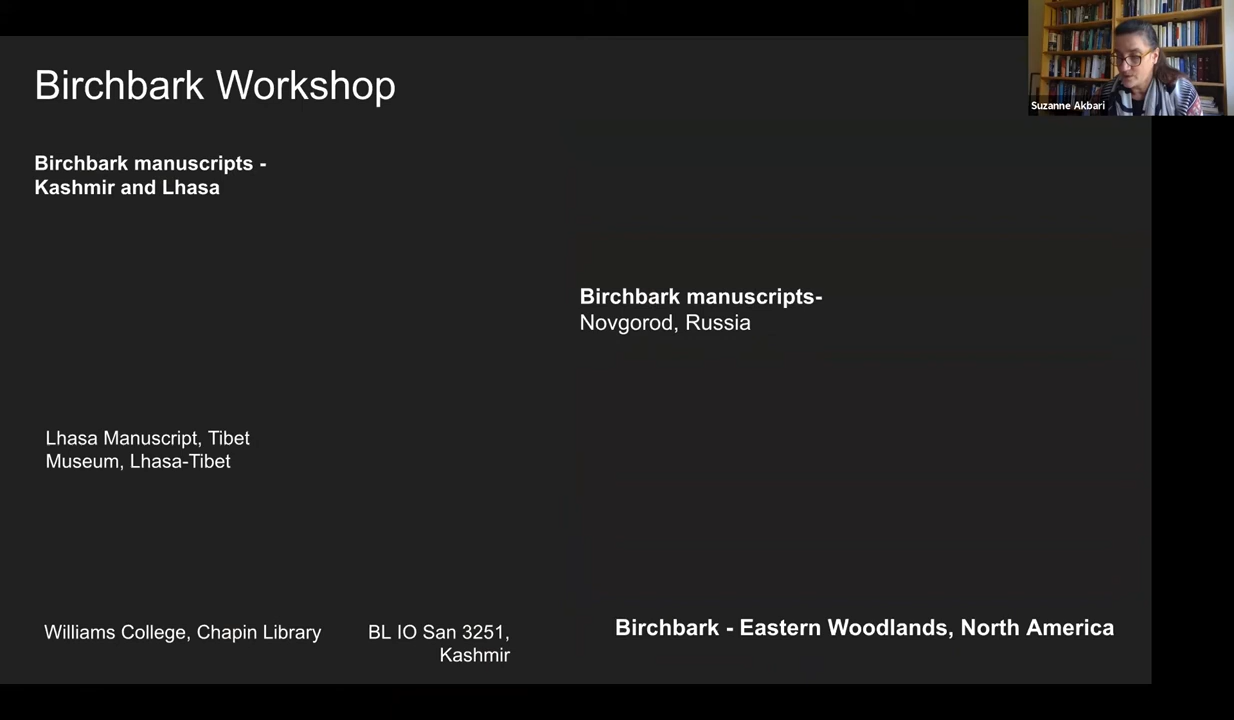 Birchbark Workshop
Suzanne Akbari
Birchbark manuscripts -
Kashmir and Lhasa
Birchbark manuscripts-
Novgorod, Russia
Lhasa Manuscript, Tibet
Museum, Lhasa-Tibet
Williams College, Chapin Library
BL IO San 3251,
Kashmir
Birchbark - Eastern Woodlands, North America